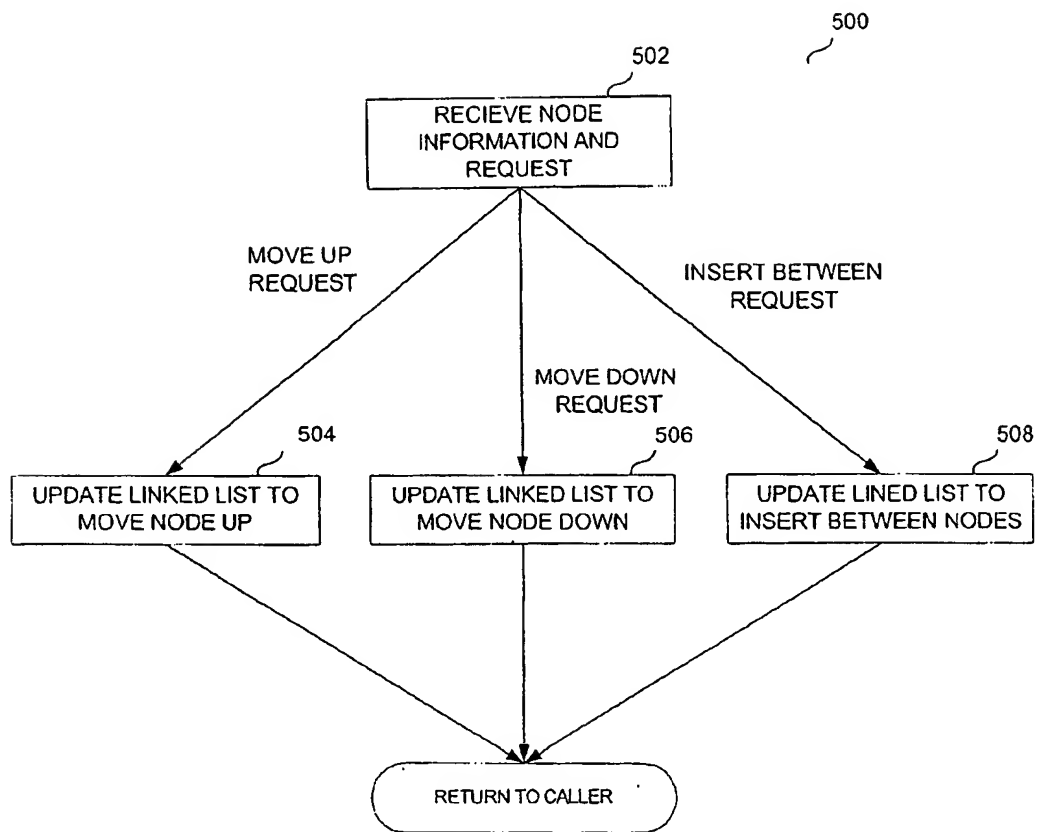 500
502
RECIEVE NODE
INFORMATION AND
REQUEST
MOVE UP
REQUEST
INSERT BETWEEN
REQUEST
MOVE DOWN
REQUEST
504
506
508
UPDATE LINKED LIST TO
MOVE NODE UP
UPDATE LINKED LIST TO
MOVE NODE DOWN
UPDATE LINED LIST TO
INSERT BETWEEN NODES
RETURN TO CALLER